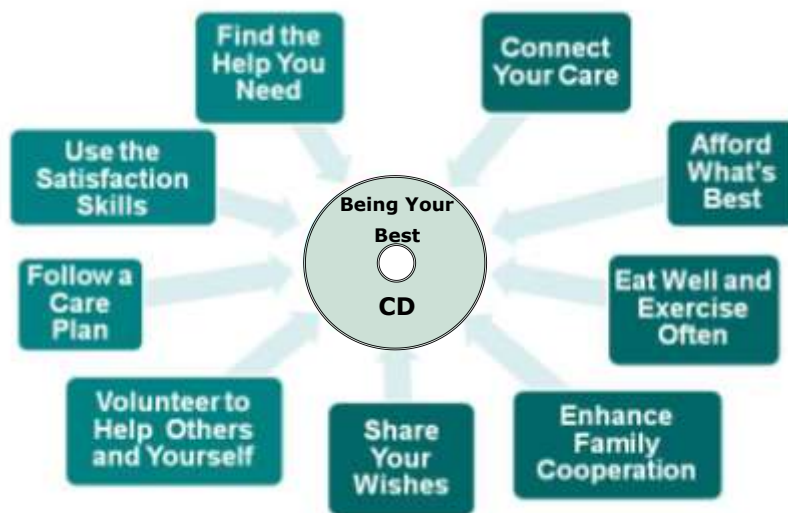 Find the
Help You
Need
Connect
Your Care
Use the
Satisfaction
Skills
Afford
What's
Best
Being Your
Best
CD
Follow a
Care
Plan
Eat Well and
Exercise
Often
Volunteer to
Help Others
and Yourself
Share
Your
Wishes
Enhance
Family
Cooperation